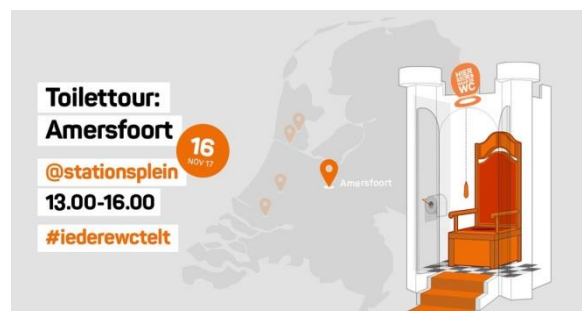 Toilettour:
Amersfoort
16
NOV 17
@stationsplein
13.00-16.00
#iederewctelt
Amersfoort
HIER
WC